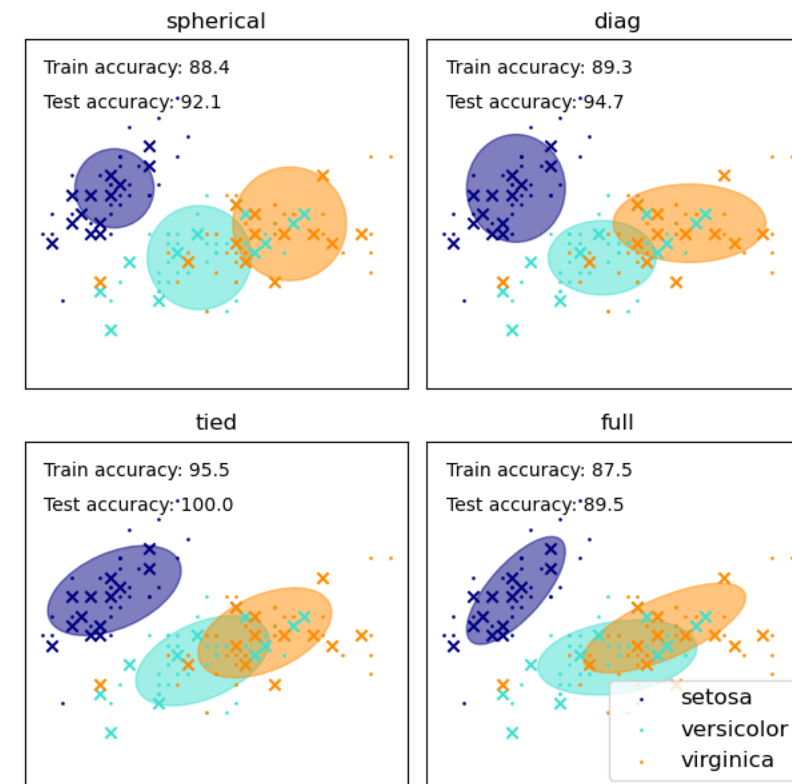 spherical
Train accuracy: 88.4
Test accuracy: 92.1
diag
Train accuracy: 89.3
Test accuracy: 94.7
tied
Train accuracy: 95.5
Test accuracy: 100.0
full
Train accuracy: 87.5
Test accuracy: 89.5
setosa
versicolor
virginica